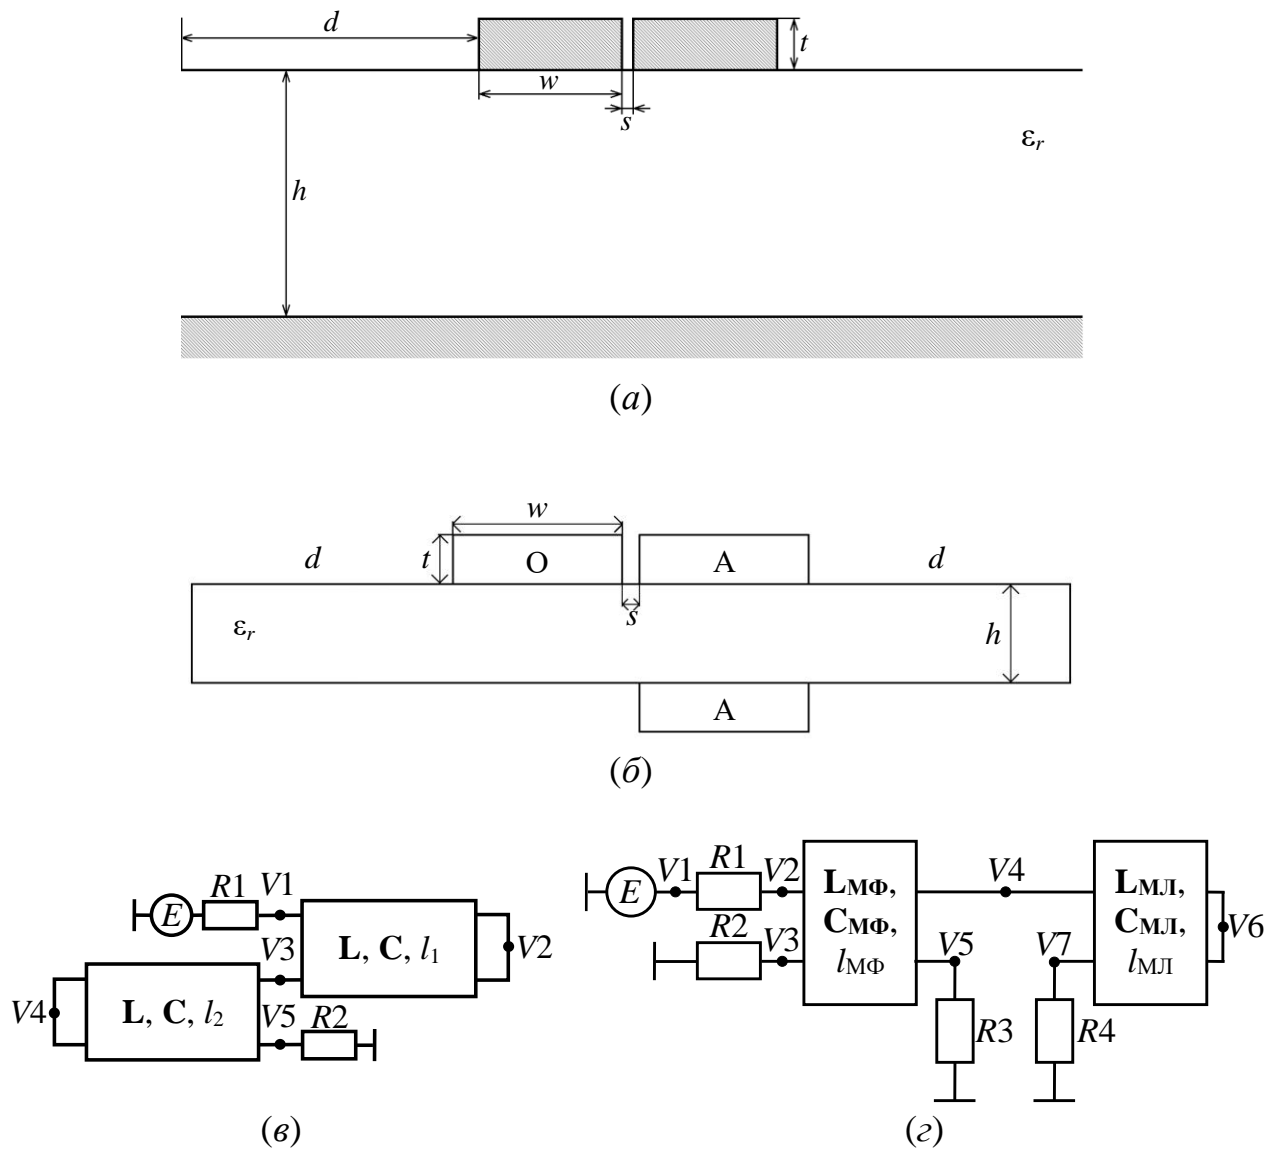 d
t
w
s
εr
h
(а)
w
d
t
О
А
d
s
εr
h
А
(б)
E
R1
V1
L, C, l1
V2
V3
V4
L, C, l2
V5
R2
(в)
E
V1
R1
V2
LМФ,
CМФ,
lМФ
V4
LМЛ,
CМЛ,
lМЛ
V6
R2
V3
V5
V7
R3
R4
(г)